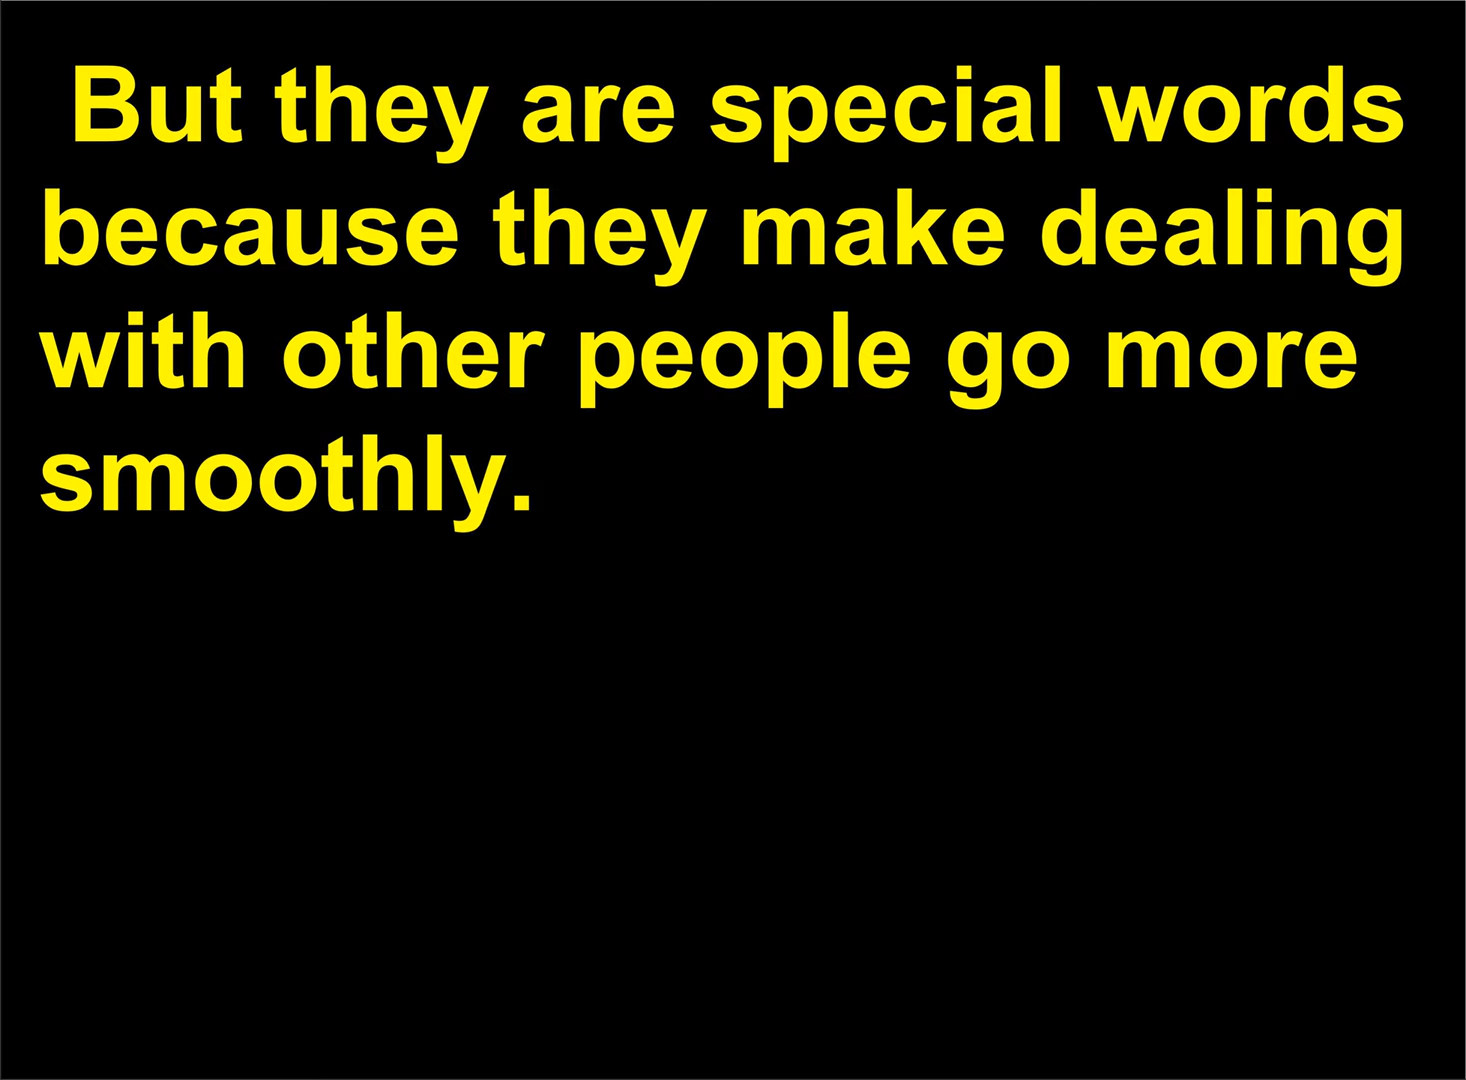 But they are special words
because they make dealing
with other people go more
smoothly.